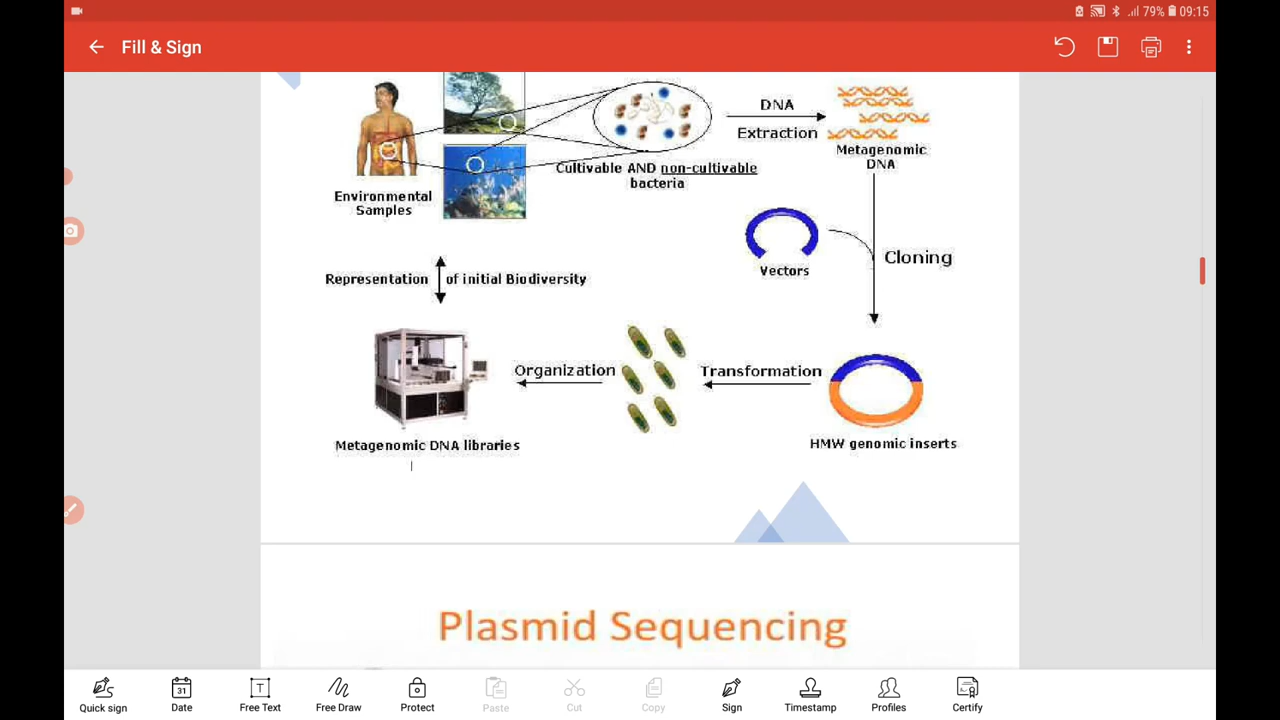 79% 09:15
Fill & Sign
DNA
Extraction
Metagenomic
DNA
Cultivable AND non-cultivable
bacteria
Environmental
Samples
Vectors
Cloning
Representation of initial Biodiversity
Organization
Transformation
Metagenomic DNA libraries
HMW genomic inserts
Plasmid Sequencing
31
T
Quick sign
Date
Free Text
Free Draw
Protect
Paste
Cut
Copy
Sign
Timestamp
Profiles
Certify